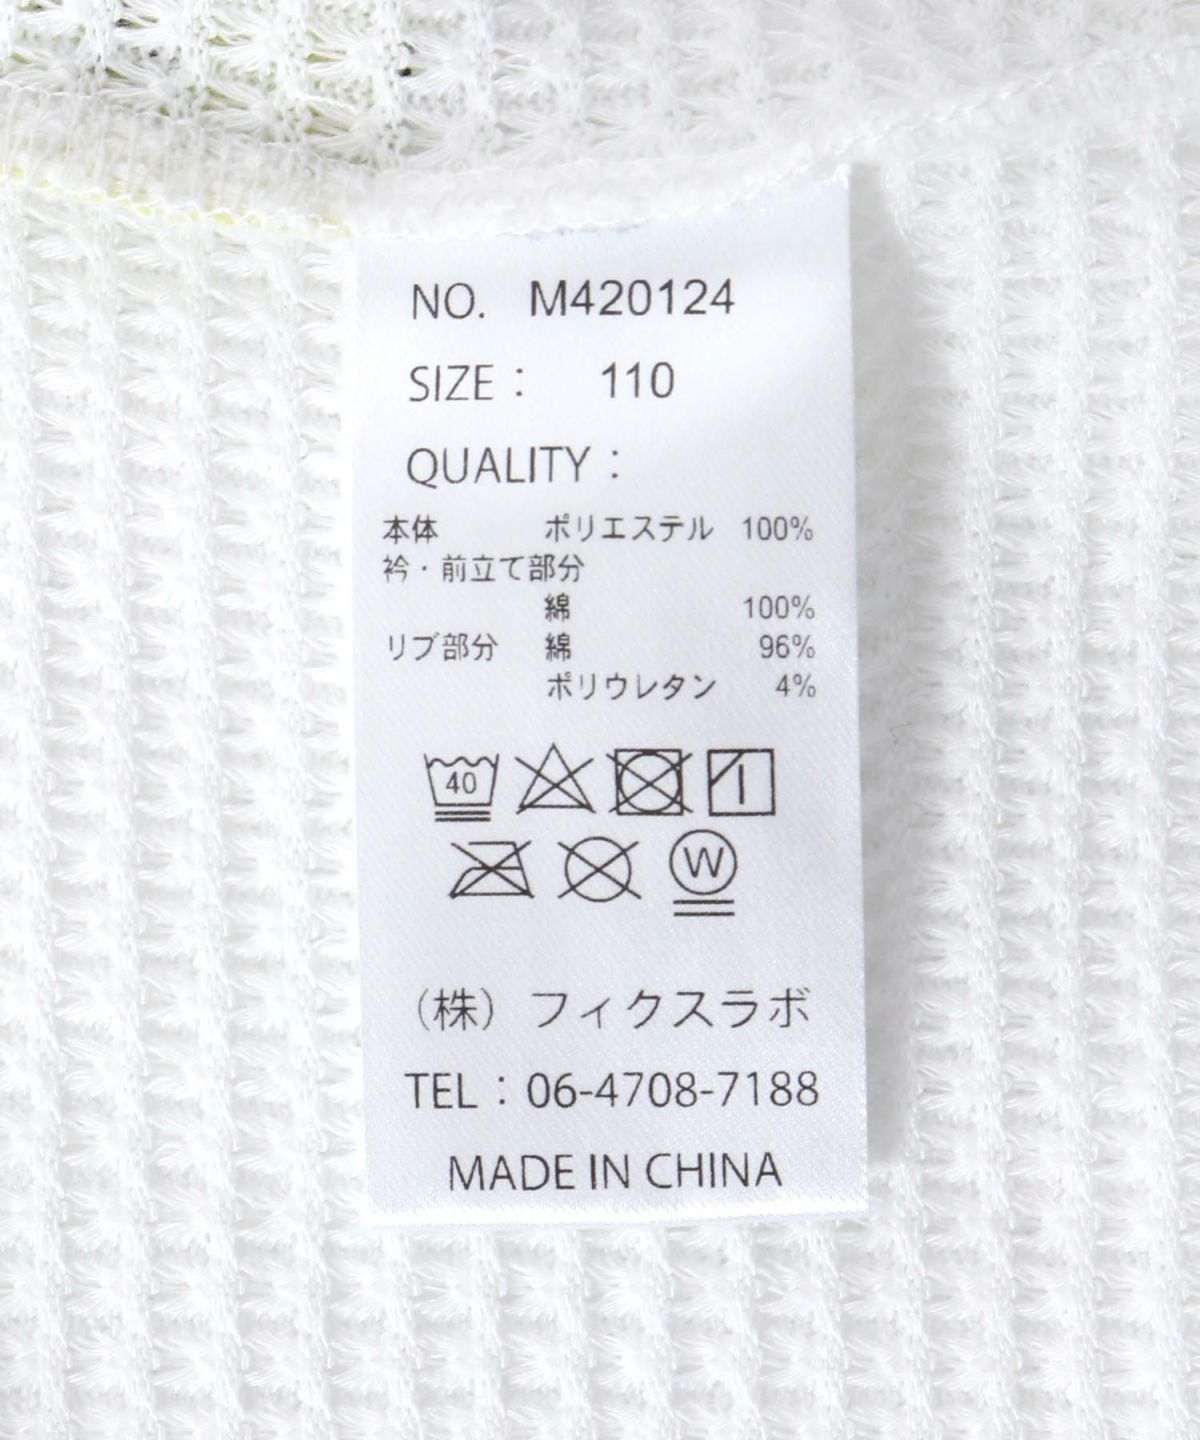 NO. M420124
SIZE： 110
QUALITY：
本体 ポリエステル 100%
衿・前立て部分
綿 100%
リブ部分 綿 96%
ポリウレタン 4%
40
W
（株）フィクスラボ
TEL：06-4708-7188
MADE IN CHINA